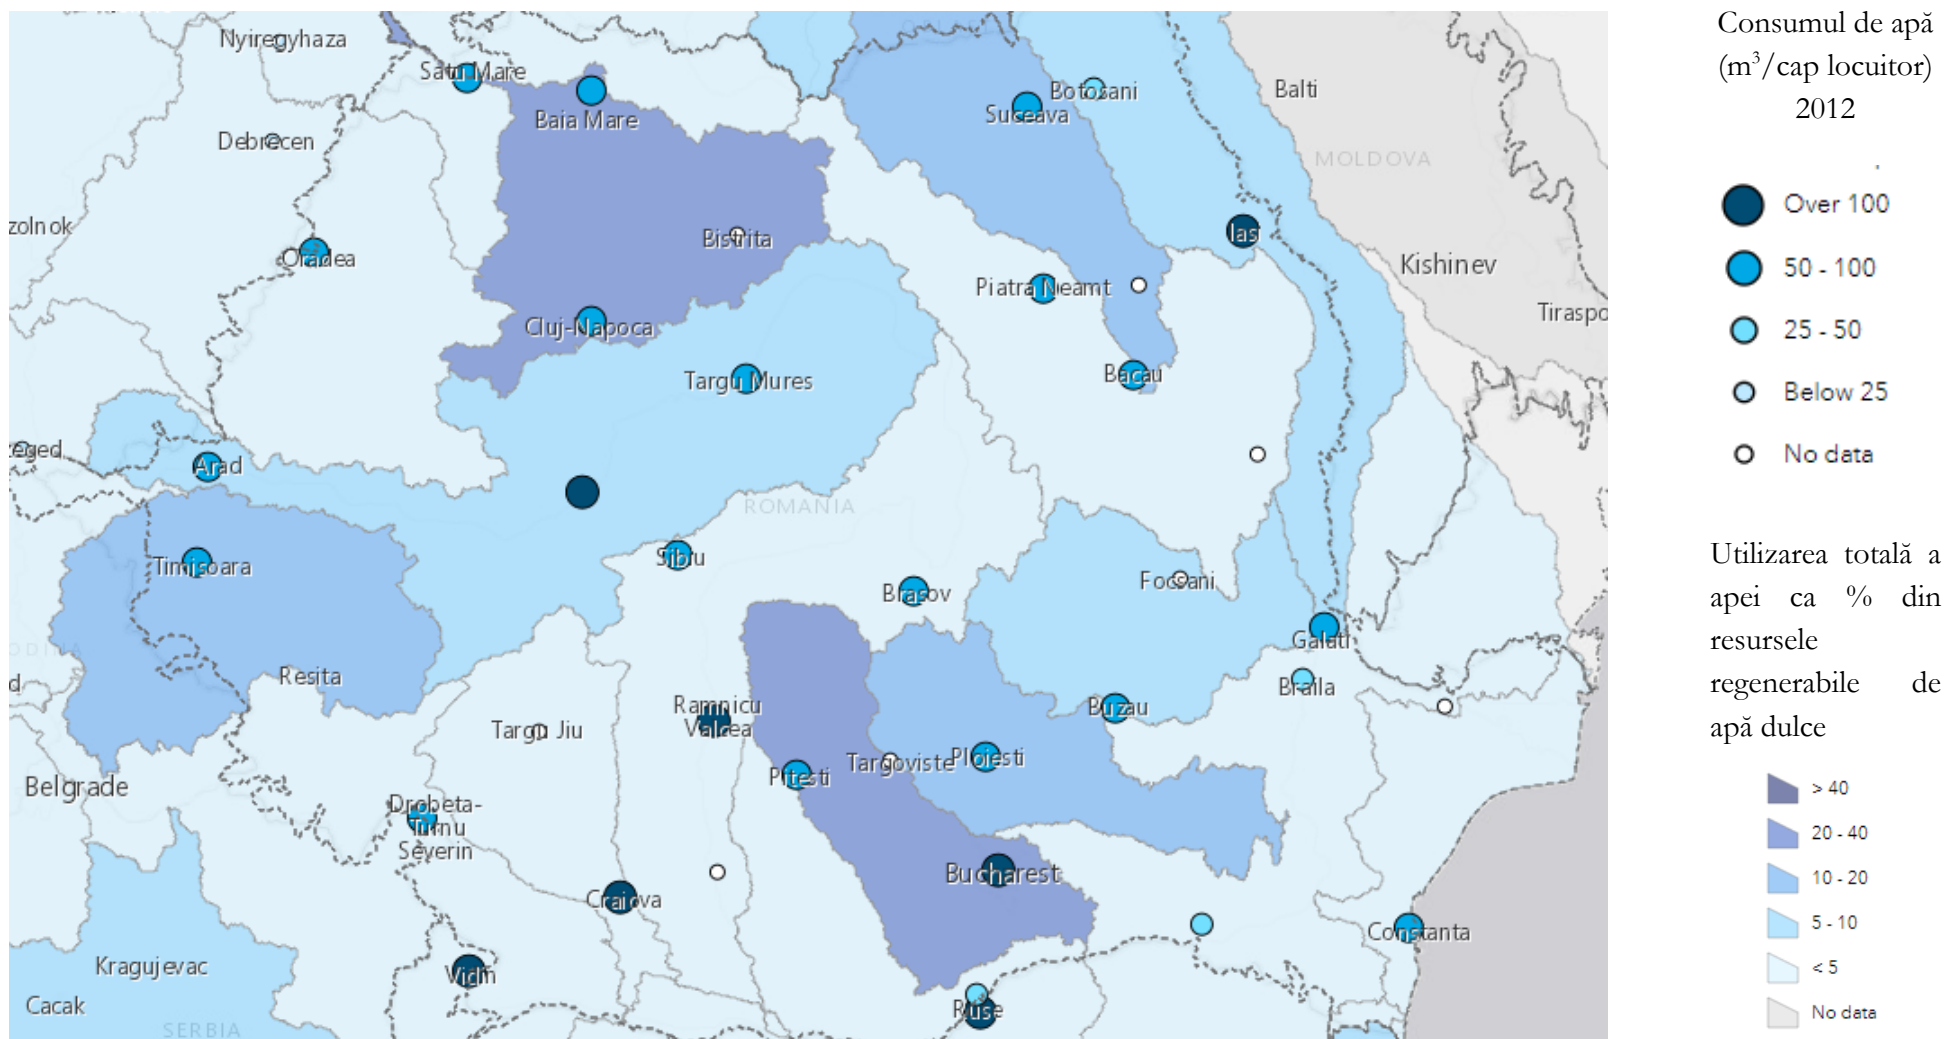 Nyiregyhaza
Satu Mare
Baia Mare
Debrecen
Botosani
Suceava
Balti
MOLDOVA
zolnok
Oradea
Bistrita
Iasi
Kishinev
Piatra Neamt
Tiraspo
Cluj-Napoca
Targu Mures
Bacau
zeged
Arad
ROMANIA
Timisoara
Sibiu
Brasov
Focsani
Galati
ODINA
Resita
d
Braila
Ramnicu
Valcea
Buzau
Targu Jiu
Targoviste
Ploiesti
Pitesti
Belgrade
Drobeta-
Turnu
Severin
Bucharest
Craiova
Constanta
Kragujevac
Vidin
Cacak
Ruse
SERBIA
Consumul de apă
(m³/cap locuitor)
2012
Over 100
50 - 100
25 - 50
Below 25
No data
Utilizarea totală a
apei ca % din
resursele
regenerabile de
apă dulce
> 40
20 - 40
10 - 20
5 - 10
< 5
No data